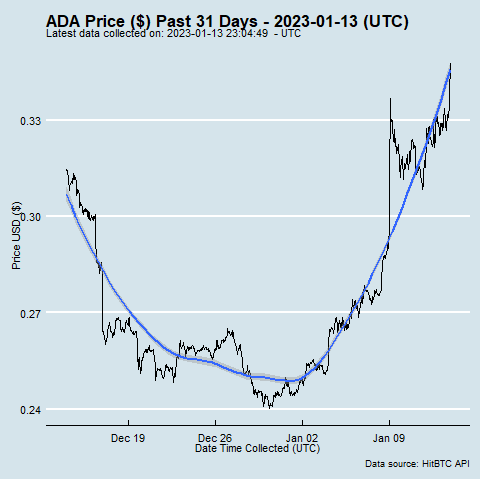 ADA Price ($) Past 31 Days - 2023-01-13 (UTC)
Latest data collected on: 2023-01-13 23:04:49 - UTC
Price USD ($)
0.33
0.30
0.27
0.24
Dec 19 Dec 26 Jan 02 Jan 09
Date Time Collected (UTC)
Data source: HitBTC API